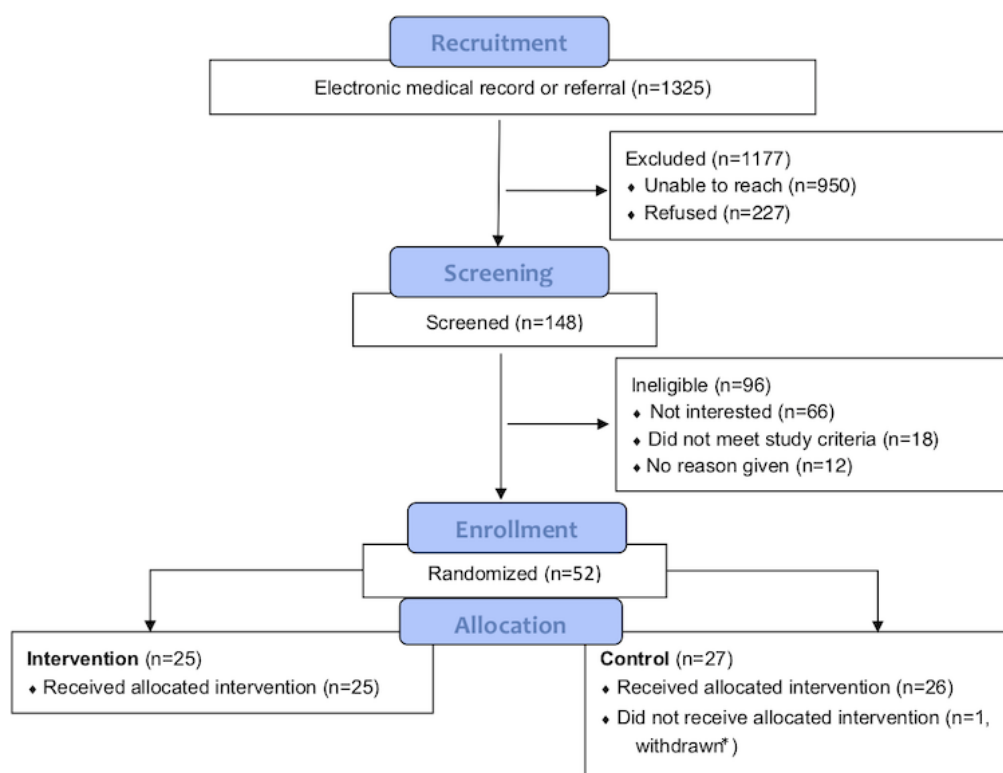 Recruitment
Electronic medical record or referral (n=1325)
Excluded (n=1177)
♦ Unable to reach (n=950)
♦ Refused (n=227)
Screening
Screened (n=148)
Ineligible (n=96)
♦ Not interested (n=66)
♦ Did not meet study criteria (n=18)
♦ No reason given (n=12)
Enrollment
Randomized (n=52)
Allocation
Intervention (n=25)
♦ Received allocated intervention (n=25)
Control (n=27)
♦ Received allocated intervention (n=26)
♦ Did not receive allocated intervention (n=1,
withdrawn*)